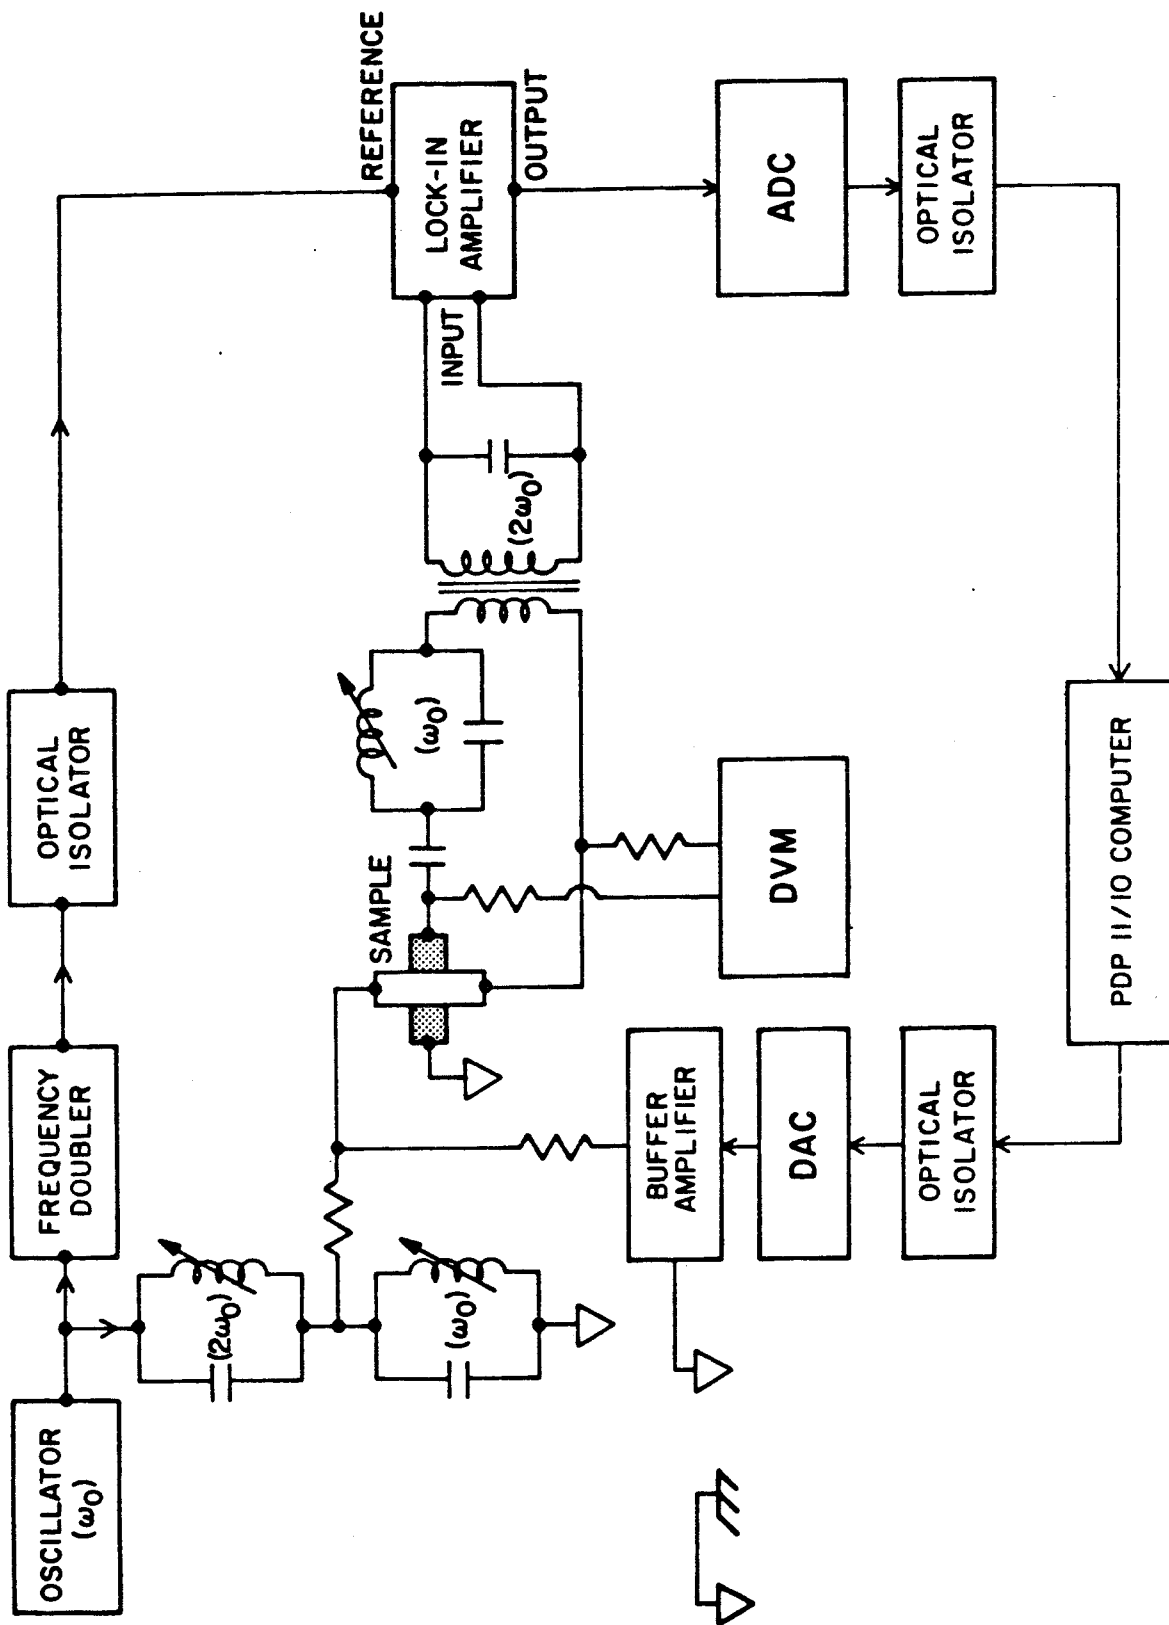 OSCILLATOR
(ω0)
FREQUENCY
DOUBLER
OPTICAL
ISOLATOR
REFERENCE
LOCK-IN
AMPLIFIER
INPUT
OUTPUT
(2ω0)
(ω0)
SAMPLE
(ω0)
(2ω0)
DVM
ADC
OPTICAL
ISOLATOR
BUFFER
AMPLIFIER
DAC
OPTICAL
ISOLATOR
PDP 11/10 COMPUTER